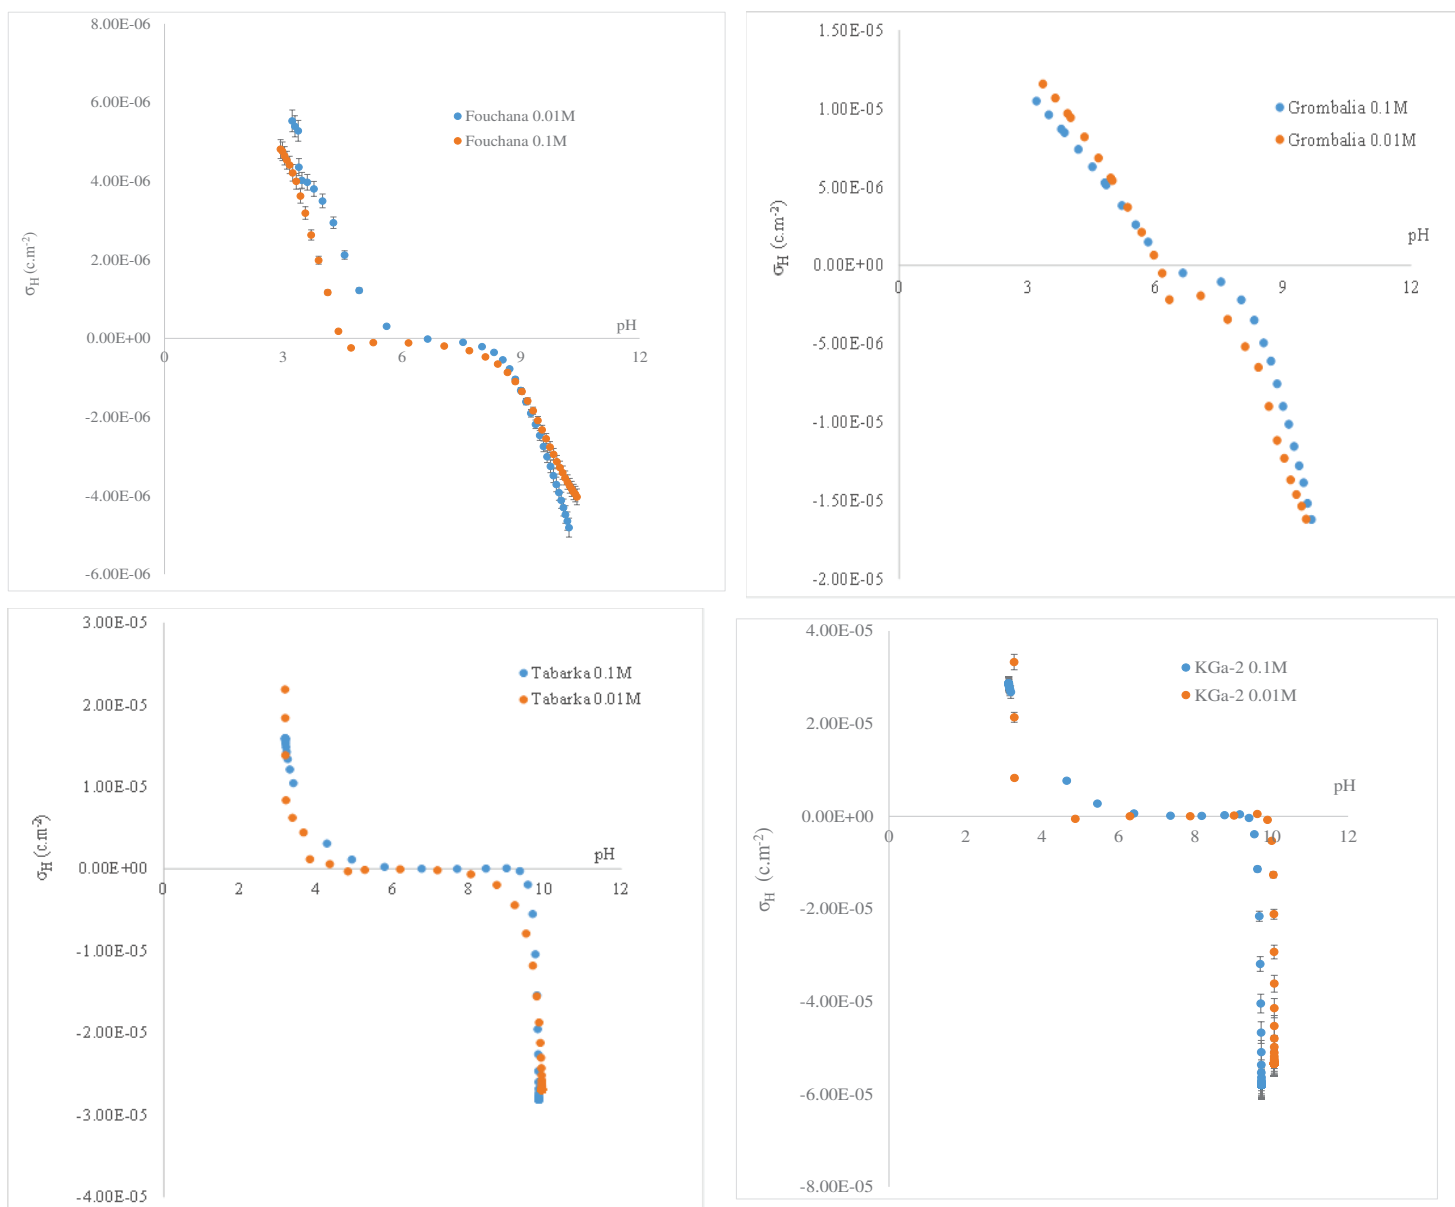 8.00E-06
6.00E-06
4.00E-06
2.00E-06
0.00E+00
-2.00E-06
-4.00E-06
-6.00E-06
σH (c.m-2)
0 3 6 9 12
pH
Fouchana 0.01M
Fouchana 0.1M
1.50E-05
1.00E-05
5.00E-06
0.00E+00
-5.00E-06
-1.00E-05
-1.50E-05
-2.00E-05
σH (c.m-2)
0 3 6 9 12
pH
Grombalia 0.1M
Grombalia 0.01M
3.00E-05
2.00E-05
1.00E-05
0.00E+00
-1.00E-05
-2.00E-05
-3.00E-05
-4.00E-05
σH (c.m-2)
0 2 4 6 8 10 12
pH
Tabarka 0.1M
Tabarka 0.01M
4.00E-05
2.00E-05
0.00E+00
-2.00E-05
-4.00E-05
-6.00E-05
-8.00E-05
σH (c.m-2)
0 2 4 6 8 10 12
pH
KGa-2 0.1M
KGa-2 0.01M